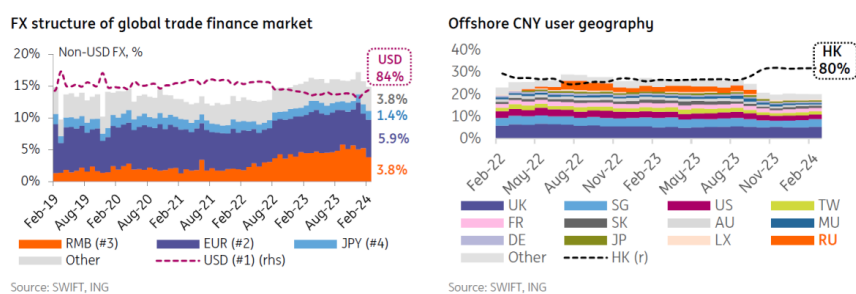 FX structure of global trade finance market
Non-USD FX, %
20%
15%
10%
5%
0%
USD
84%
3.8%
1.4%
5.9%
3.8%
Feb-19
Aug-19
Feb-20
Aug-20
Feb-21
Aug-21
Feb-22
Aug-22
Feb-23
Aug-23
Feb-24
RMB (#3)
EUR (#2)
JPY (#4)
Other
USD (#1) (rhs)
Source: SWIFT, ING
Offshore CNY user geography
40%
30%
20%
10%
0%
HK
80%
Feb-22
May-22
Aug-22
Nov-22
Feb-23
May-23
Aug-23
Nov-23
Feb-24
UK
SG
US
TW
FR
SK
AU
MU
DE
JP
LX
RU
Other
HK (r)
Source: SWIFT, ING